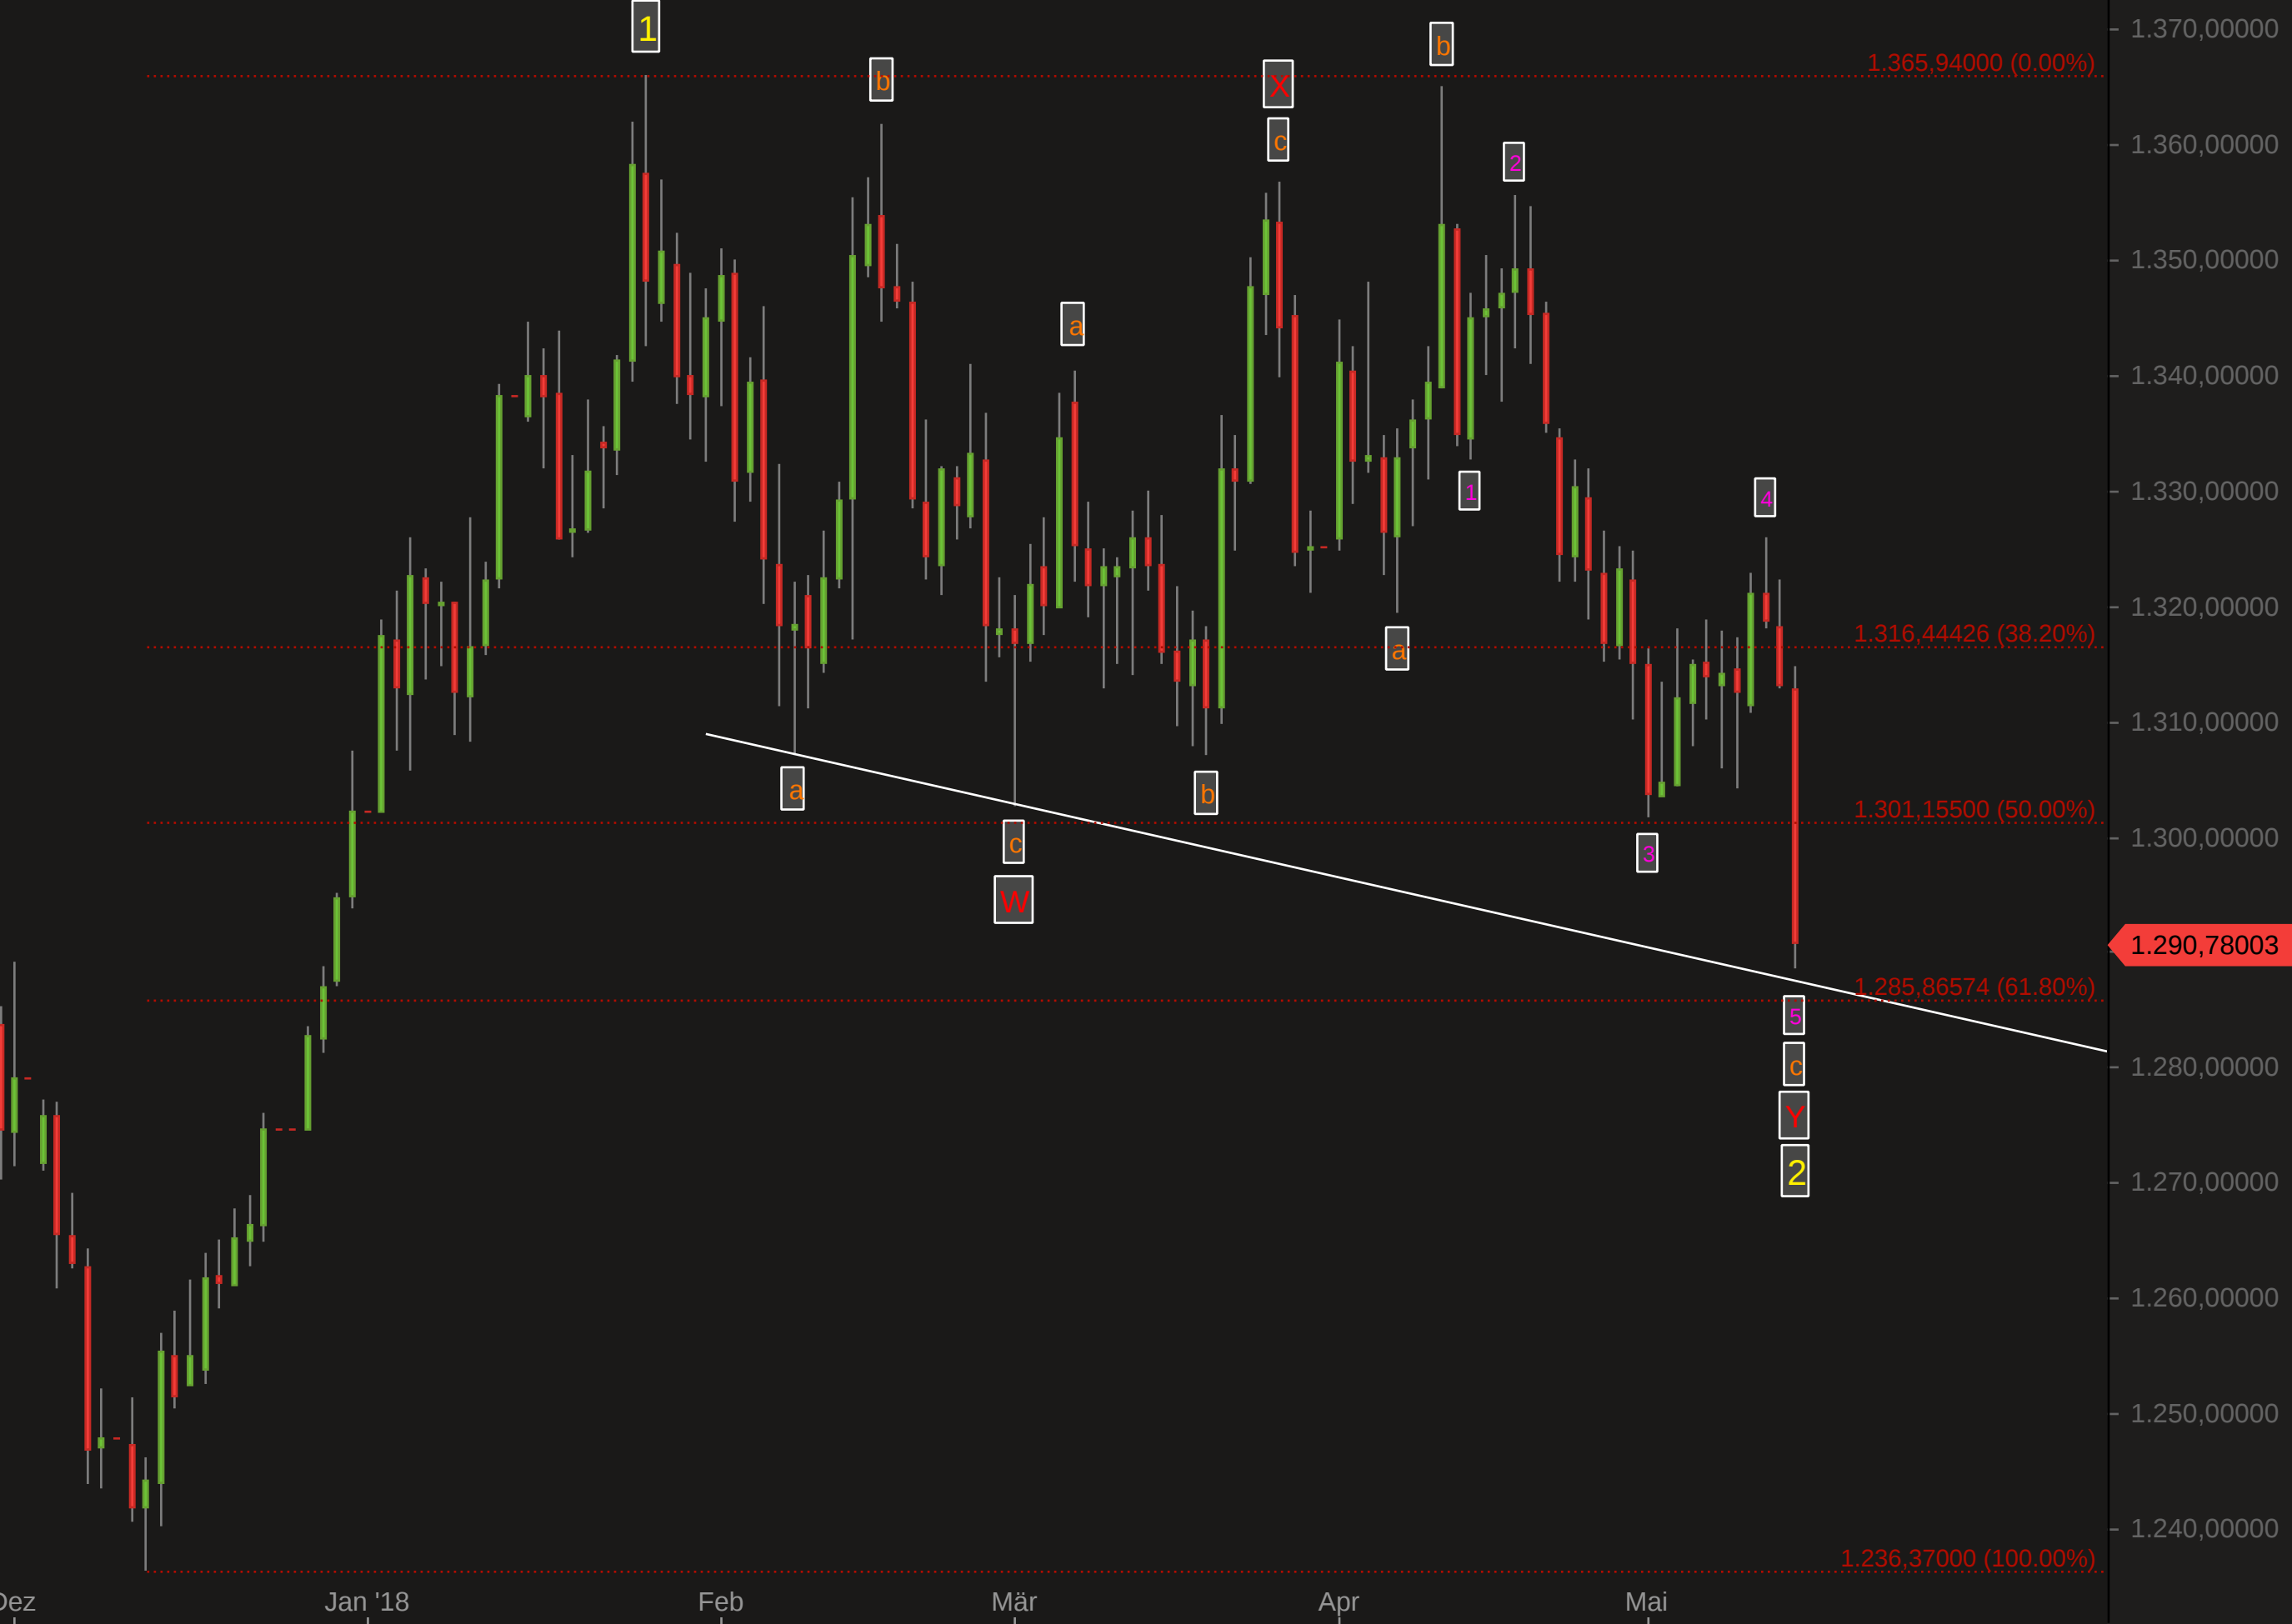 1.370,00000
1
b
b
1.365,94000 (0.00%)
X
c
1.360,00000
2
1.350,00000
a
1.340,00000
1
4
1.330,00000
1.320,00000
a
1.316,44426 (38.20%)
1.310,00000
a
b
1.301,15500 (50.00%)
c
3
1.300,00000
W
1.290,78003
1.285,86574 (61.80%)
5
c
1.280,00000
Y
2
1.270,00000
1.260,00000
1.250,00000
1.240,00000
1.236,37000 (100.00%)
Dez Jan '18 Feb Mär Apr Mai